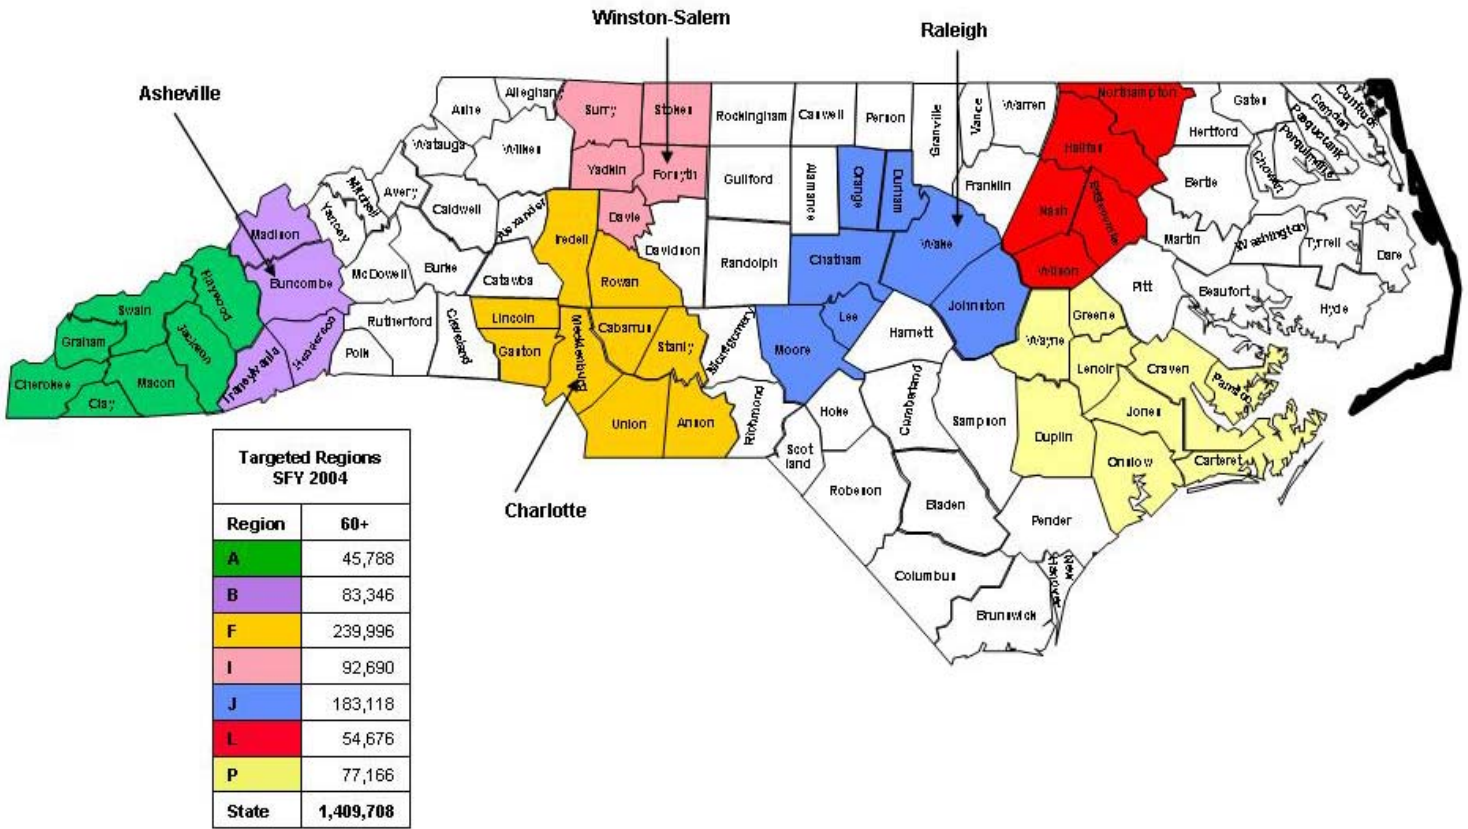 Winston-Salem
Raleigh
Asheville
Ashe
Alleghany
Surry
Stokes
Rockingham
Caswell
Person
Granville
Vance
Warren
Northampton
Gates
Camden
Currituck
Pasquotank
Perquimans
Hertford
Halifax
Chowan
Bertie
Watauga
Wilkes
Yadkin
Forsyth
Guilford
Alamance
Orange
Durham
Franklin
Nash
Edgecombe
Mitchell
Avery
Yancey
Caldwell
Alexander
Davie
Iredell
Davidson
Randolph
Chatham
Wake
Wilson
Martin
Washington
Tyrrell
Dare
Madison
Buncombe
McDowell
Burke
Catawba
Rowan
Johnston
Pitt
Beaufort
Hyde
Haywood
Swain
Graham
Jackson
Cherokee
Macon
Clay
Transylvania
Henderson
Rutherford
Polk
Cleveland
Lincoln
Gaston
Mecklenburg
Cabarrus
Stanly
Montgomery
Moore
Lee
Harnett
Wayne
Greene
Lenoir
Craven
Pamlico
Jones
Carteret
Onslow
Duplin
Sampson
Cumberland
Hoke
Richmond
Union
Anson
Scot
land
Robeson
Bladen
Pender
Columbus
New
Hanover
Brunswick
Charlotte
Targeted Regions
SFY 2004
Region 60+
A 45,788
B 83,346
F 239,996
I 92,690
J 183,118
L 54,676
P 77,166
State 1,409,708